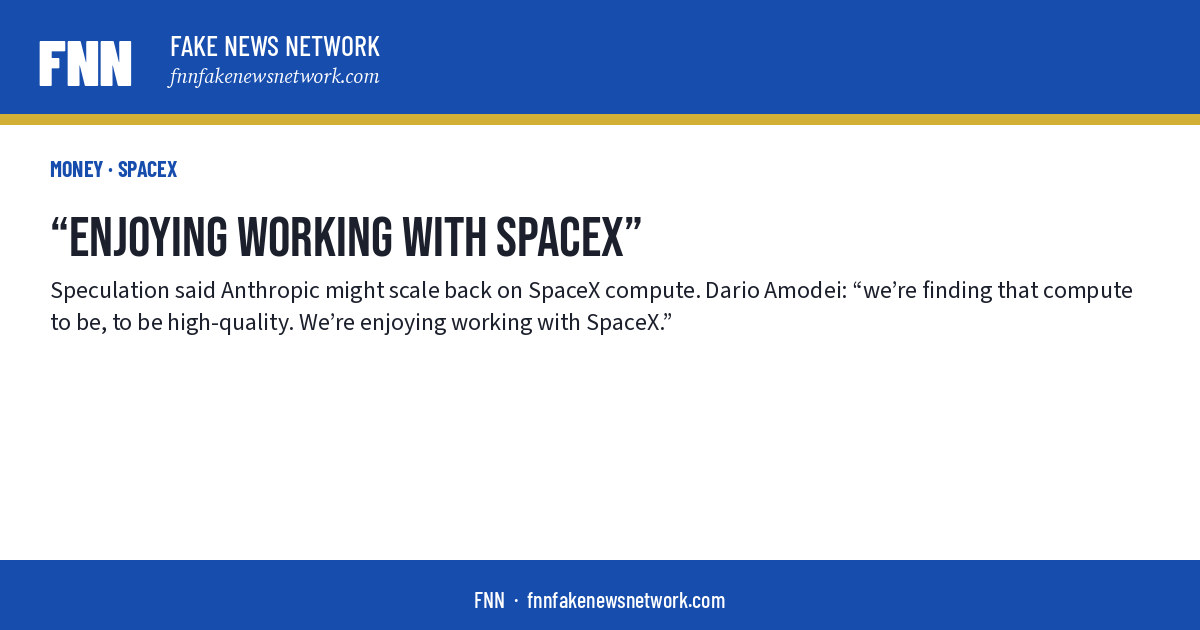 FNN
FAKE NEWS NETWORK
fnnfakenewsnetwork.com
MONEY · SPACEX
“ENJOYING WORKING WITH SPACEX”
Speculation said Anthropic might scale back on SpaceX compute. Dario Amodei: “we’re finding that compute
to be, to be high-quality. We’re enjoying working with SpaceX.”
FNN · fnnfakenewsnetwork.com